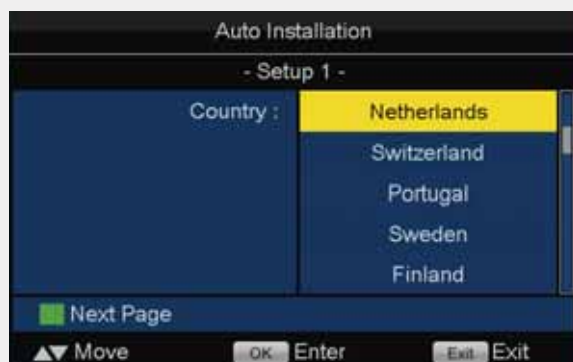 Auto Installation
- Setup 1 -
Country : Netherlands
Switzerland
Portugal
Sweden
Finland
Next Page
Move OK Enter Exit Exit